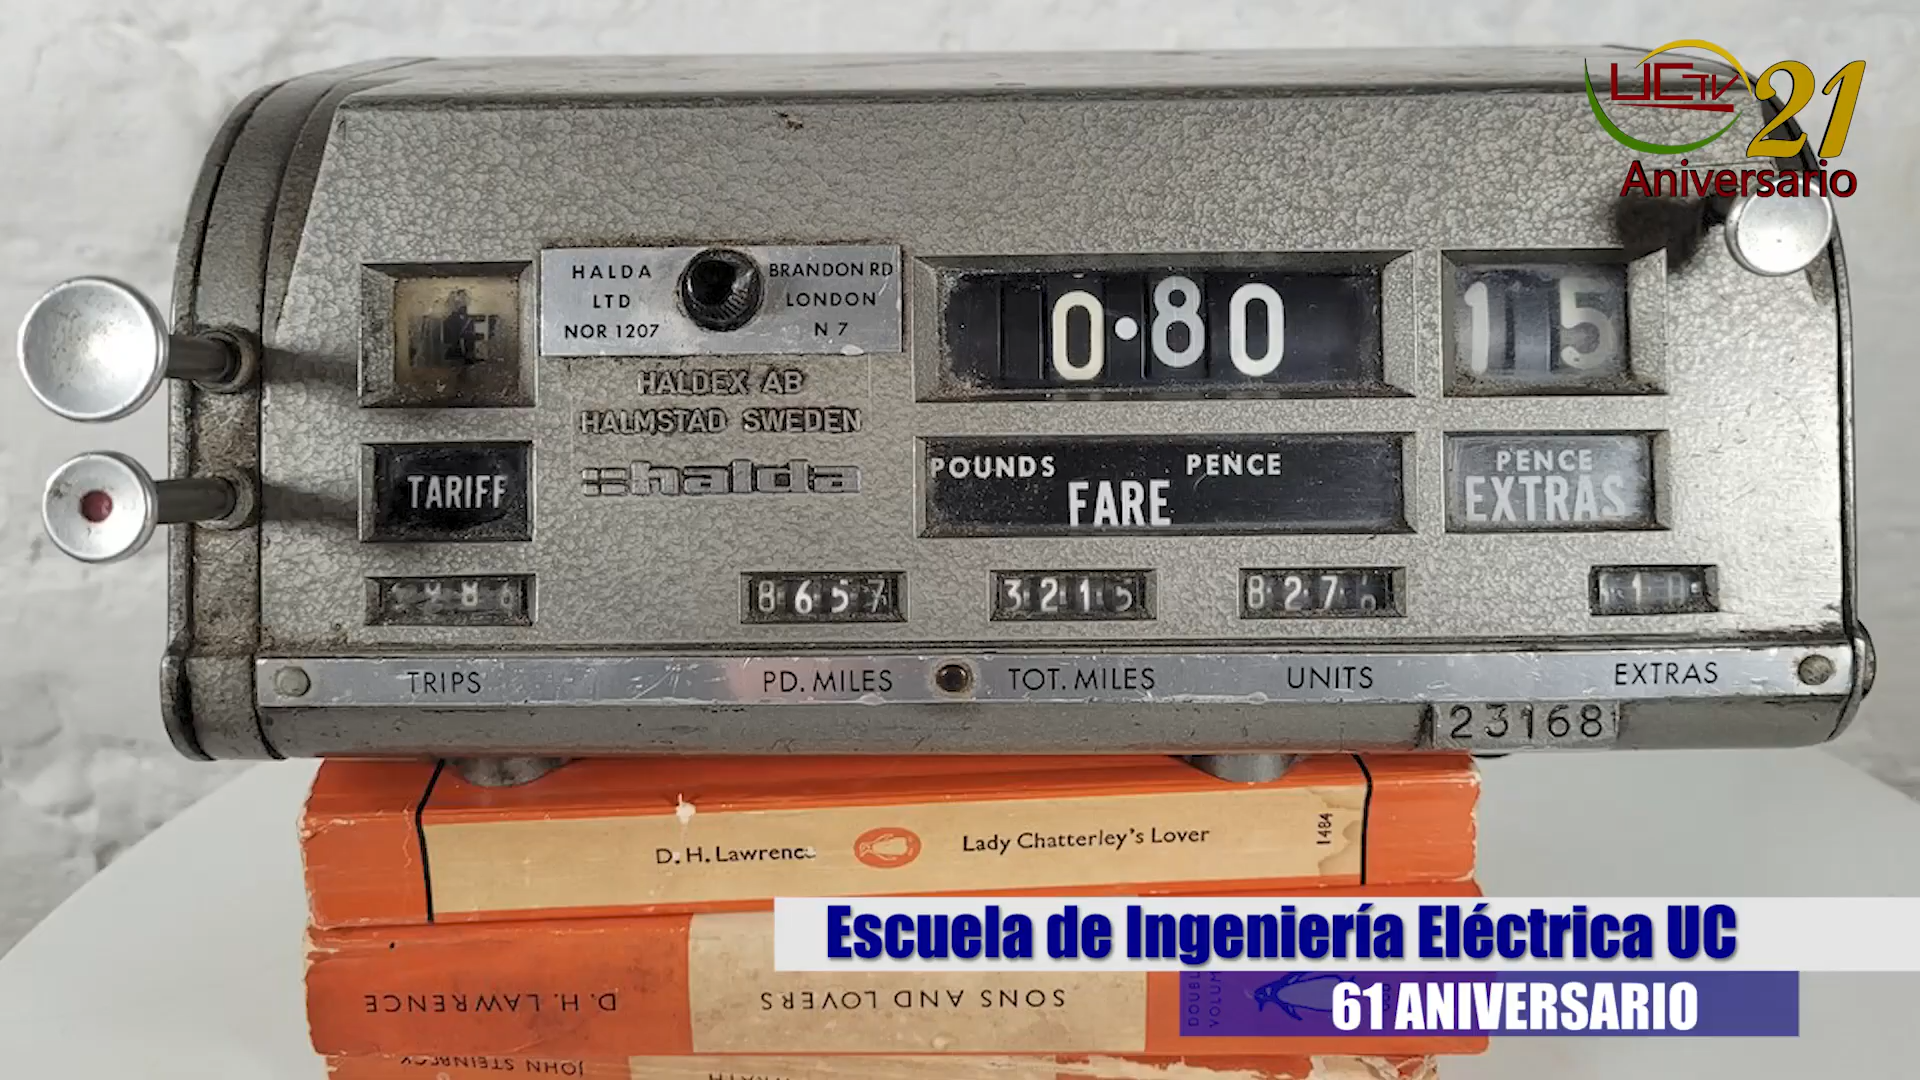 UCTV 21
Aniversario
HALDA
LTD
NOR 1207
BRANDON RD
LONDON
N 7
0.80
15
HALDEX AB
HALMSTAD SWEDEN
halda
TARIFF
POUNDS PENCE
FARE
PENCE
EXTRAS
8657
3215
827
10
TRIPS
PD. MILES
TOT. MILES
UNITS
EXTRAS
23168
D. H. Lawrence
Lady Chatterley's Lover
1484
Escuela de Ingeniería Eléctrica UC
D. H. LAWRENCE
SONS AND LOVERS
61 ANIVERSARIO